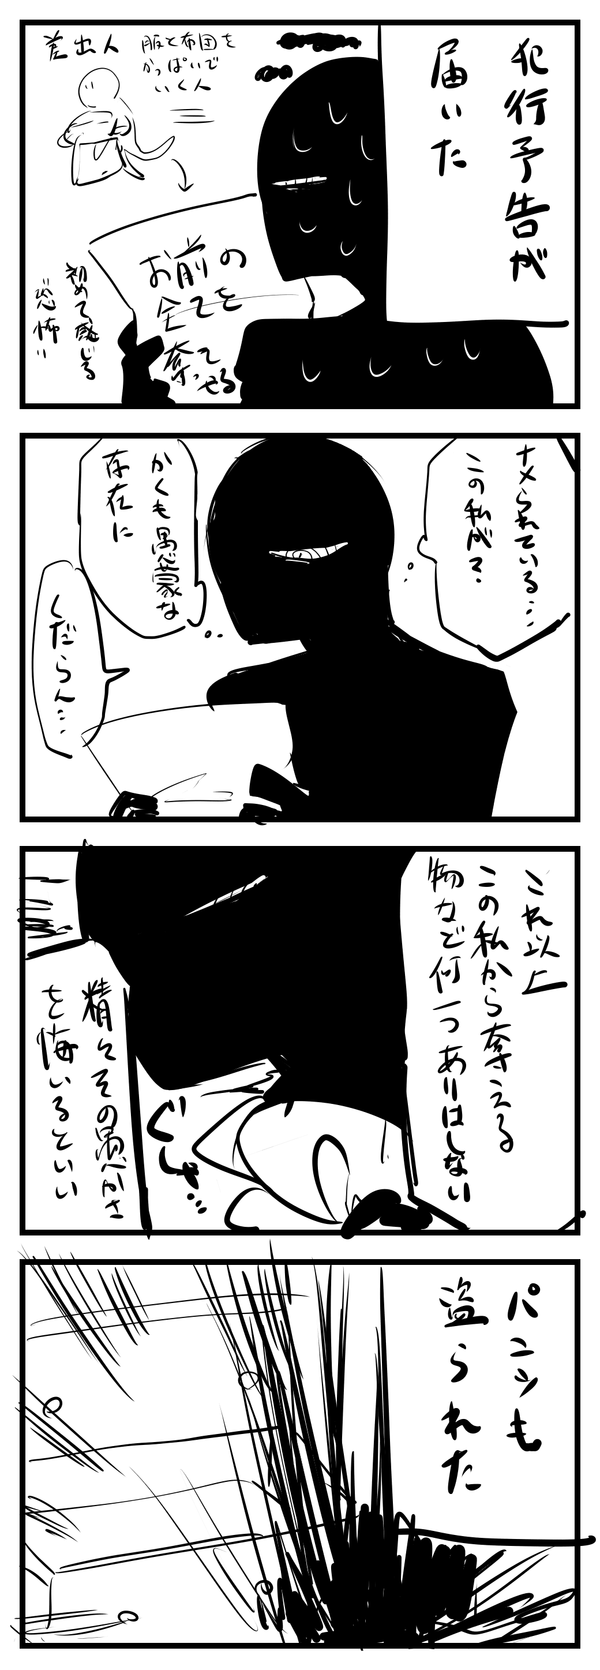 犯行予告が
届いた
服と布団を
かっぱいで
いく人
差出人
お前の
全てを
奪って
やる
初めて感じる
恐怖…
ナメられている…
この私が?
かくも愚蒙な
存在に
くだらん…
これ以上
この私から奪える
物など何一つありはしない
ぐしゃ…
精々その愚かさ
を悔いるといい
パンツも
盗られた